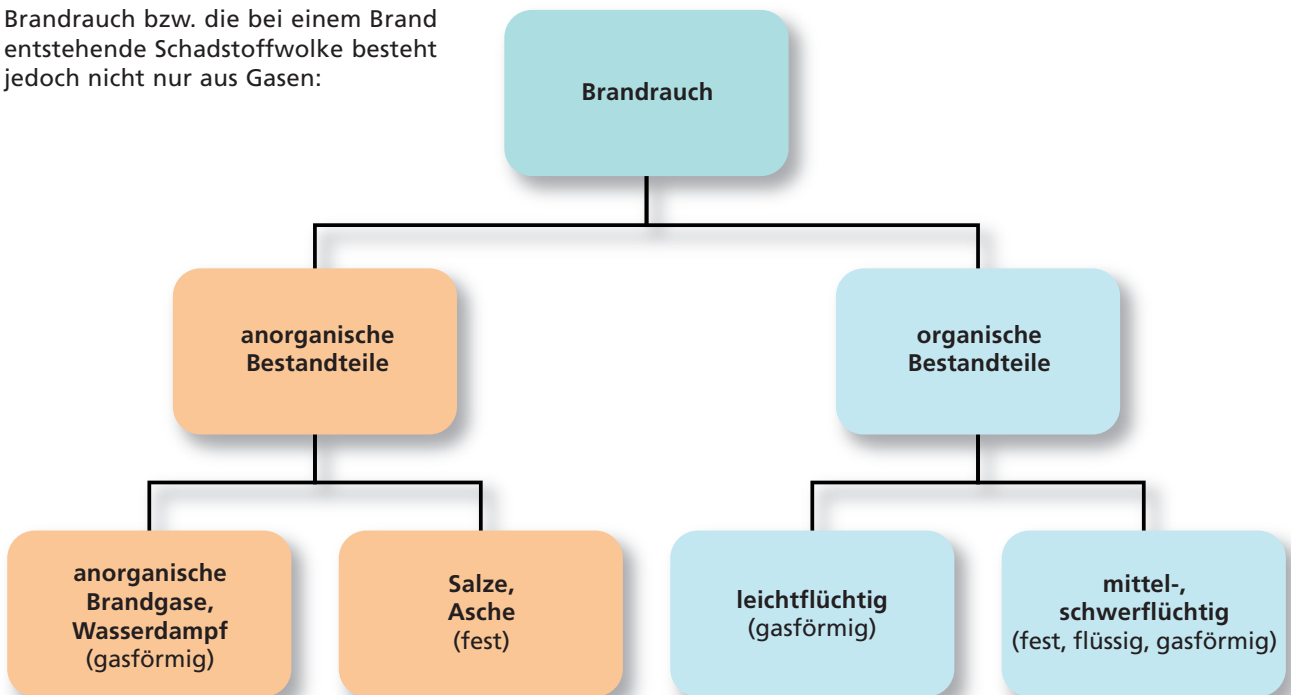 Brandrauch bzw. die bei einem Brand
entstehende Schadstoffwolke besteht
jedoch nicht nur aus Gasen:
Brandrauch
anorganische
Bestandteile
organische
Bestandteile
anorganische
Brandgase,
Wasserdampf
(gasförmig)
Salze,
Asche
(fest)
leichtflüchtig
(gasförmig)
mittel-,
schwerflüchtig
(fest, flüssig, gasförmig)